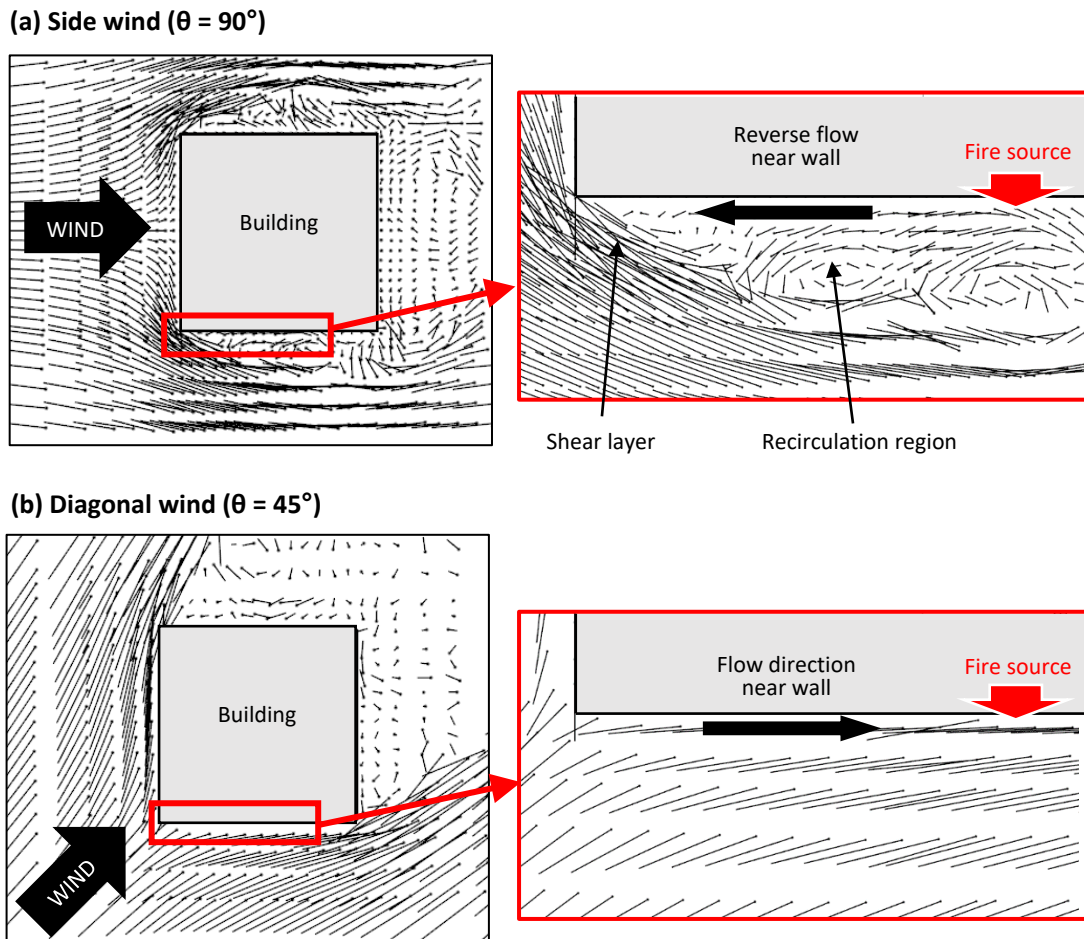 (a) Side wind (θ = 90°)
WIND
Building
Reverse flow
near wall
Fire source
Shear layer
Recirculation region
(b) Diagonal wind (θ = 45°)
WIND
Building
Flow direction
near wall
Fire source